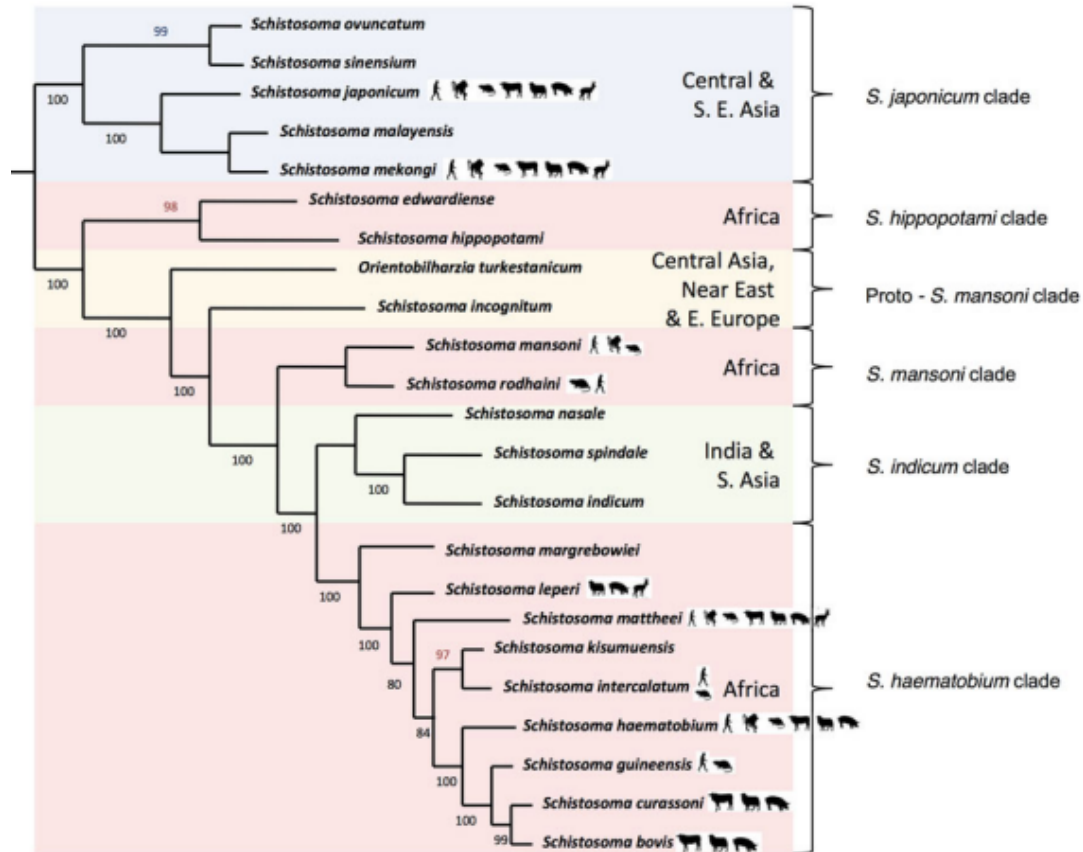 99
Schistosoma ovuncatum
Schistosoma sinensium
100
Schistosoma japonicum
Central &
S. E. Asia
S. japonicum clade
100
Schistosoma malayensis
Schistosoma mekongi
98
Schistosoma edwardiense
Africa
S. hippopotami clade
Schistosoma hippopotami
100
Orientobilharzia turkestanicum
Central Asia,
Near East
& E. Europe
Proto - S. mansoni clade
100
Schistosoma incognitum
Schistosoma mansoni
Africa
S. mansoni clade
100
Schistosoma rodhaini
Schistosoma nasale
100
Schistosoma spindale
India &
S. Asia
S. indicum clade
100
Schistosoma indicum
100
Schistosoma margrebowiei
100
Schistosoma leperi
Schistosoma mattheei
100
97
Schistosoma kisumuensis
80
Schistosoma intercalatum
Africa
S. haematobium clade
Schistosoma haematobium
84
Schistosoma guineensis
100
Schistosoma curassoni
100
99
Schistosoma bovis